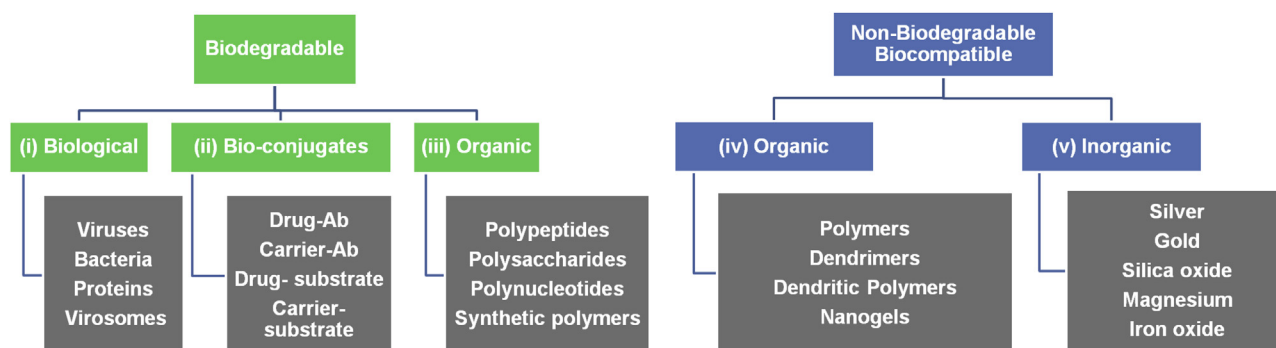 Biodegradable
(i) Biological
(ii) Bio-conjugates
(iii) Organic
Viruses
Bacteria
Proteins
Virosomes
Drug-Ab
Carrier-Ab
Drug- substrate
Carrier-
substrate
Polypeptides
Polysaccharides
Polynucleotides
Synthetic polymers
Non-Biodegradable
Biocompatible
(iv) Organic
(v) Inorganic
Polymers
Dendrimers
Dendritic Polymers
Nanogels
Silver
Gold
Silica oxide
Magnesium
Iron oxide